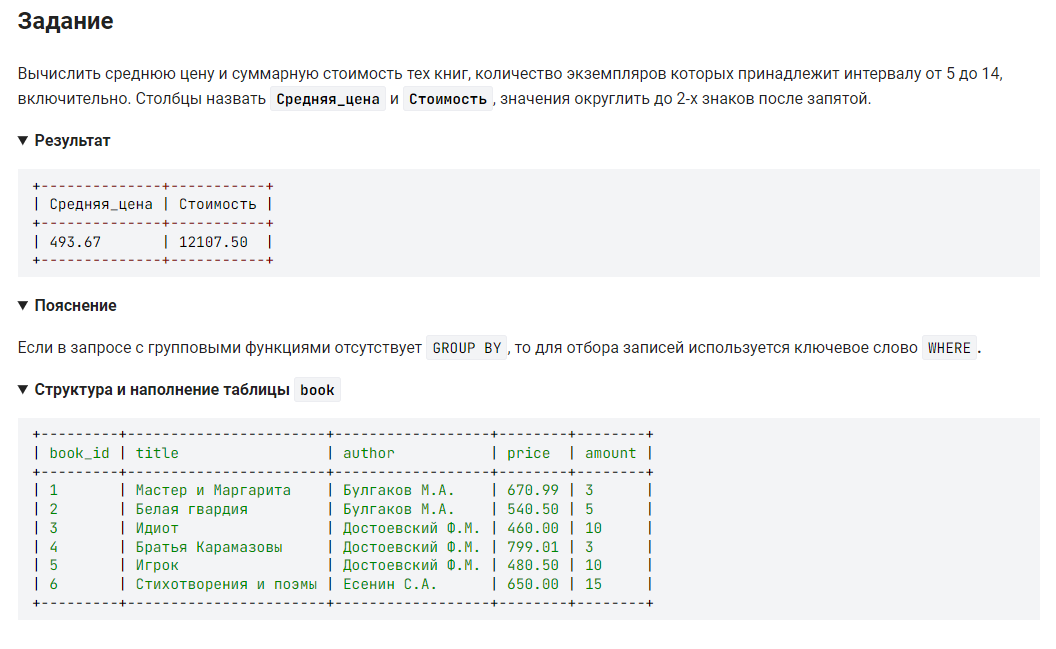 Задание
Вычислить среднюю цену и суммарную стоимость тех книг, количество экземпляров которых принадлежит интервалу от 5 до 14,
включительно. Столбцы назвать Средняя_цена и Стоимость, значения округлить до 2-х знаков после запятой.
▼ Результат
+--------------+-----------+
| Средняя_цена | Стоимость |
+--------------+-----------+
| 493.67       | 12107.50  |
+--------------+-----------+
▼ Пояснение
Если в запросе с групповыми функциями отсутствует GROUP BY, то для отбора записей используется ключевое слово WHERE.
▼ Структура и наполнение таблицы book
+---------+-----------------------+------------------+--------+--------+
| book_id | title                 | author           | price  | amount |
+---------+-----------------------+------------------+--------+--------+
| 1       | Мастер и Маргарита    | Булгаков М.А.    | 670.99 | 3      |
| 2       | Белая гвардия         | Булгаков М.А.    | 540.50 | 5      |
| 3       | Идиот                 | Достоевский Ф.М. | 460.00 | 10     |
| 4       | Братья Карамазовы     | Достоевский Ф.М. | 799.01 | 3      |
| 5       | Игрок                 | Достоевский Ф.М. | 480.50 | 10     |
| 6       | Стихотворения и поэмы | Есенин С.А.      | 650.00 | 15     |
+---------+-----------------------+------------------+--------+--------+